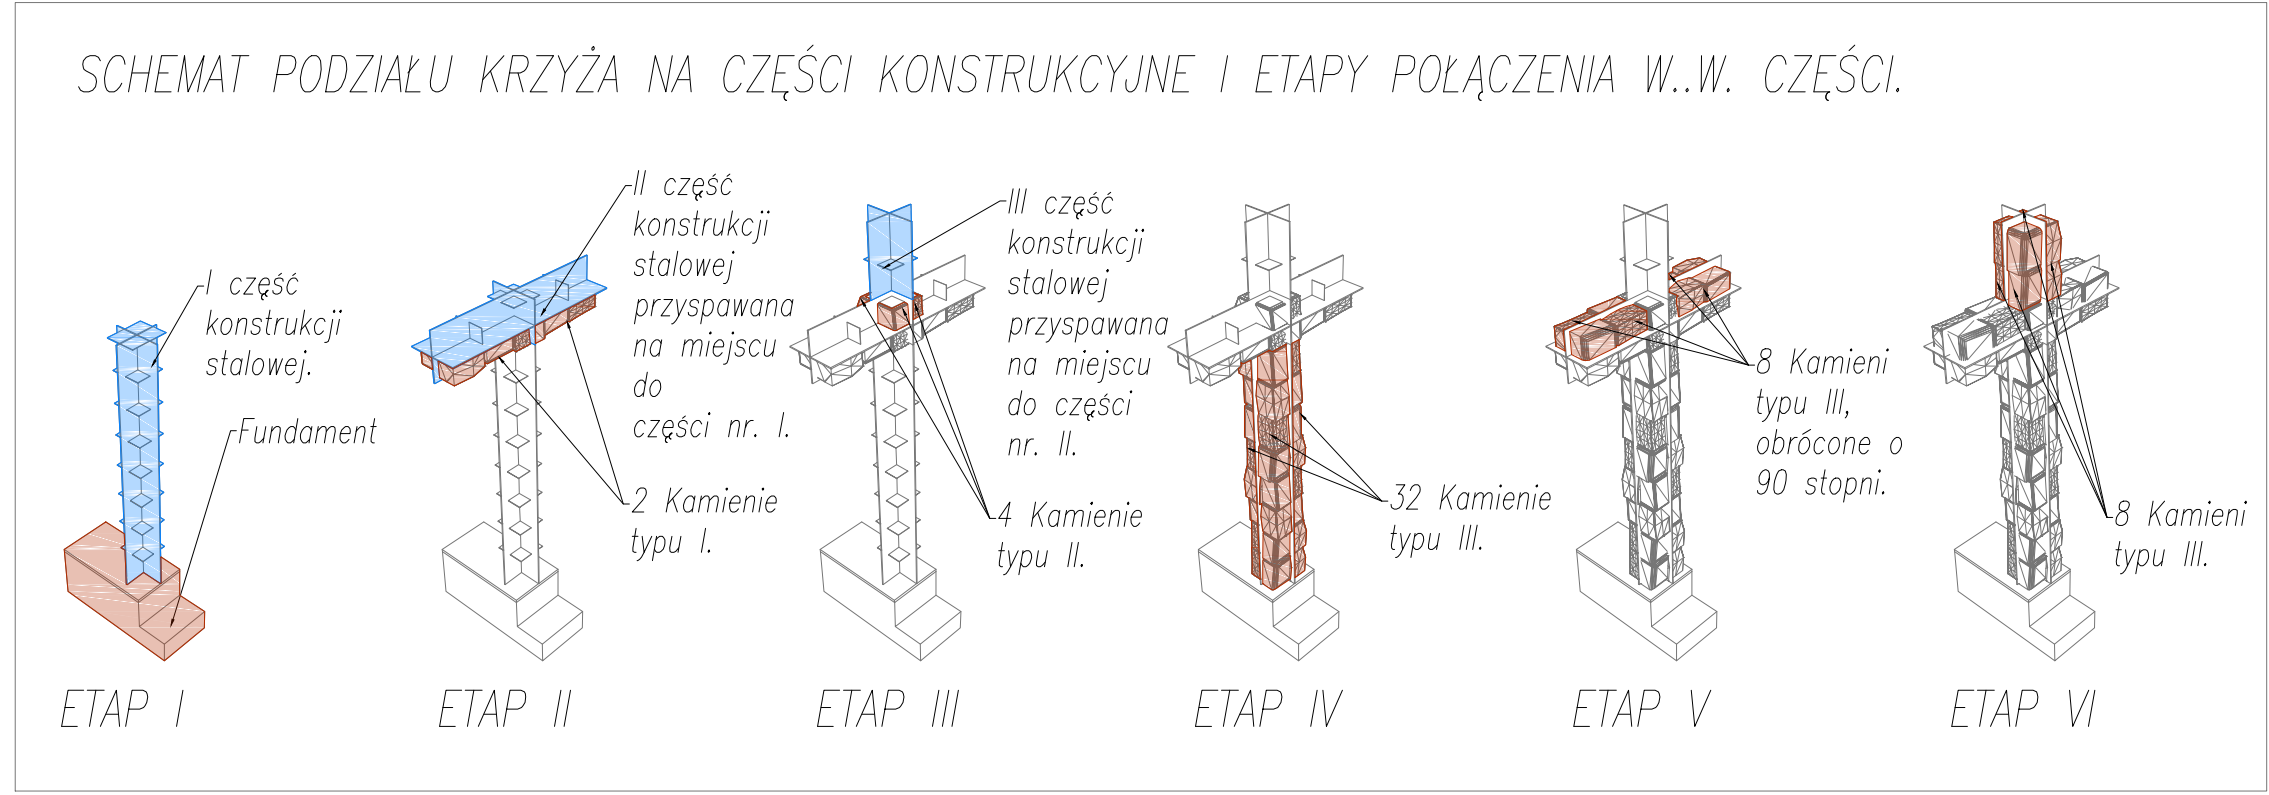 SCHEMAT PODZIAŁU KRZYŻA NA CZĘŚCI KONSTRUKCYJNE I ETAPY POŁĄCZENIA W..W. CZĘŚCI.
I część
konstrukcji
stalowej.
Fundament
ETAP I
II część
konstrukcji
stalowej
przyspawana
na miejscu
do
części nr. I.
2 Kamienie
typu I.
ETAP II
III część
konstrukcji
stalowej
przyspawana
na miejscu
do części
nr. II.
4 Kamienie
typu II.
ETAP III
32 Kamienie
typu III.
ETAP IV
8 Kamieni
typu III,
obrócone o
90 stopni.
ETAP V
8 Kamieni
typu III.
ETAP VI